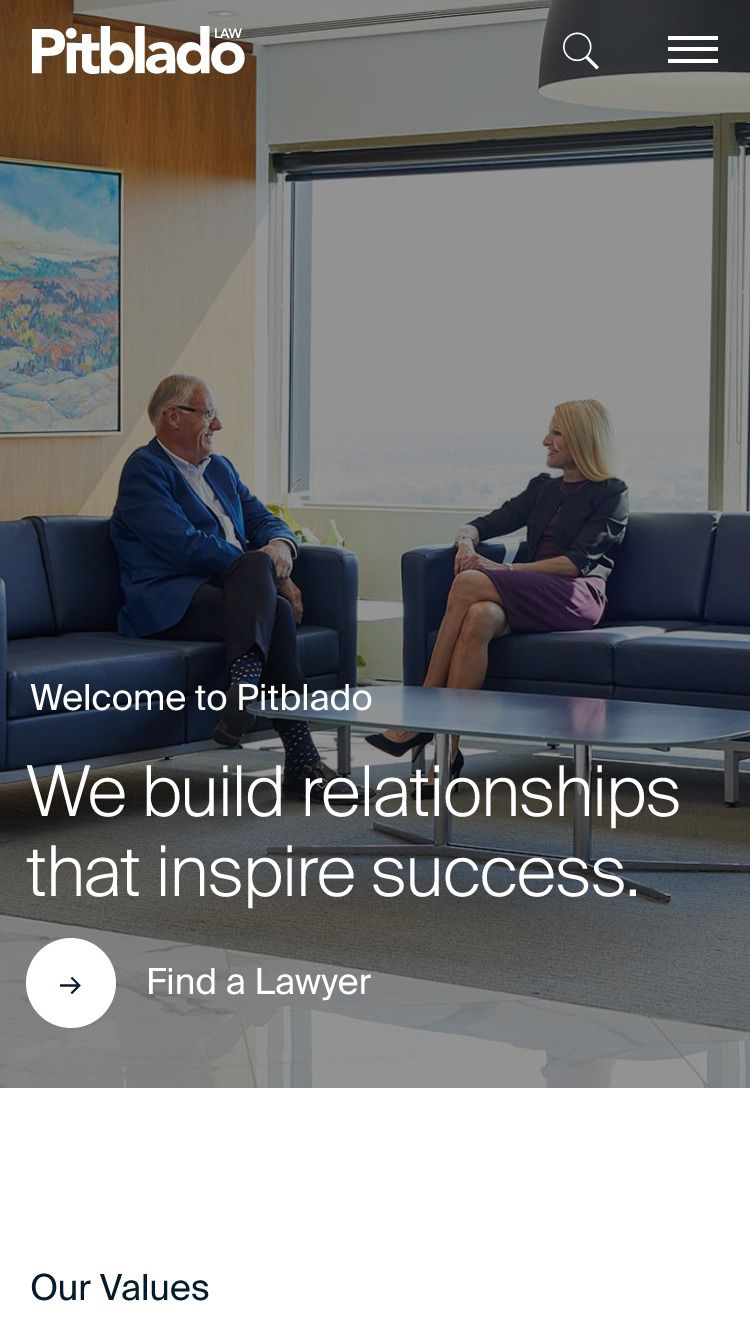 Pitblado LAW
Welcome to Pitblado
We build relationships
that inspire success.
Find a Lawyer
Our Values